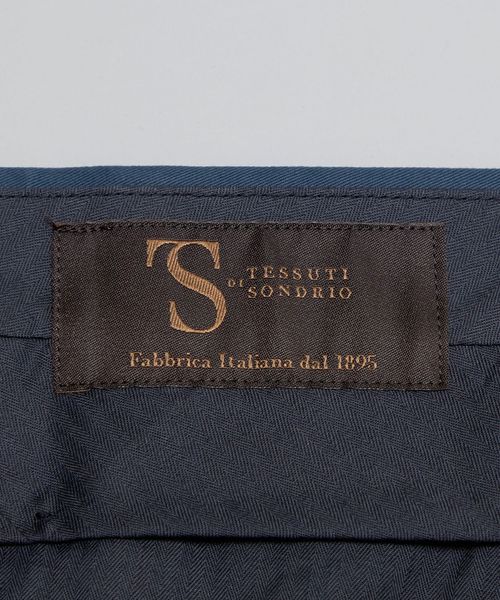 TS
DI TESSUTI
SONDRIO
Fabbrica Italiana dal 1895